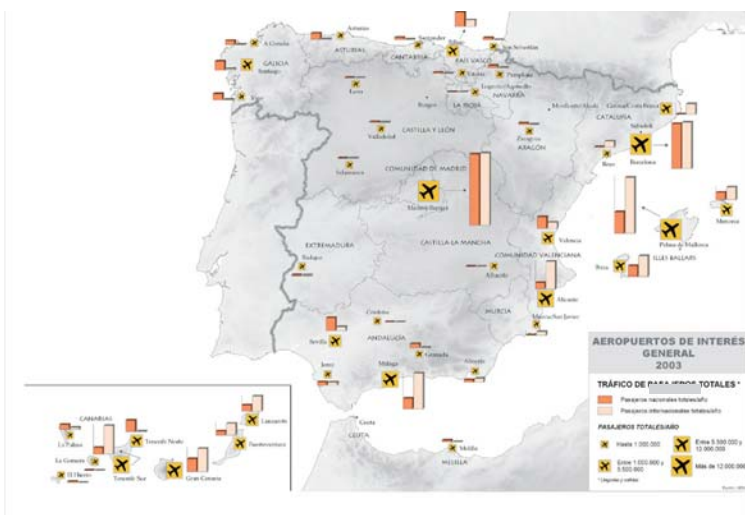 Asturias
A Coruña
Santander
Bilbao
San Sebastián
ASTURIAS
CANTABRIA
PAÍS VASCO
GALICIA
Santiago
Vitoria
Pamplona
León
Logroño/Agoncillo
NAVARRA
Burgos
LA RIOJA
CATALUÑA
Sabadell
Valladolid
CASTILLA Y LEÓN
Zaragoza
ARAGÓN
Reus
Barcelona
COMUNIDAD DE MADRID
Salamanca
Madrid-Barajas
Menorca
Palma de Mallorca
EXTREMADURA
CASTILLA-LA MANCHA
Valencia
ILLES BALEARS
COMUNIDAD VALENCIANA
Ibiza
Badajoz
Albacete
Alicante
MURCIA
Murcia-San Javier
Córdoba
ANDALUCÍA
Sevilla
Granada
Jerez
Málaga
Almería
AEROPUERTOS DE INTERÉS
GENERAL
2003
TRÁFICO DE PASAJEROS TOTALES *
Pasajeros nacionales totales/año
Pasajeros internacionales totales/año
PASAJEROS TOTALES/AÑO
Hasta 1.000.000
Entre 5.500.000 y
12.000.000
Entre 1.000.000 y
5.500.000
Más de 12.000.000
* Llegadas y salidas
CANARIAS
La Palma
Tenerife Norte
Lanzarote
La Gomera
Fuerteventura
El Hierro
Tenerife Sur
Gran Canaria
Ceuta
CEUTA
Melilla
MELILLA